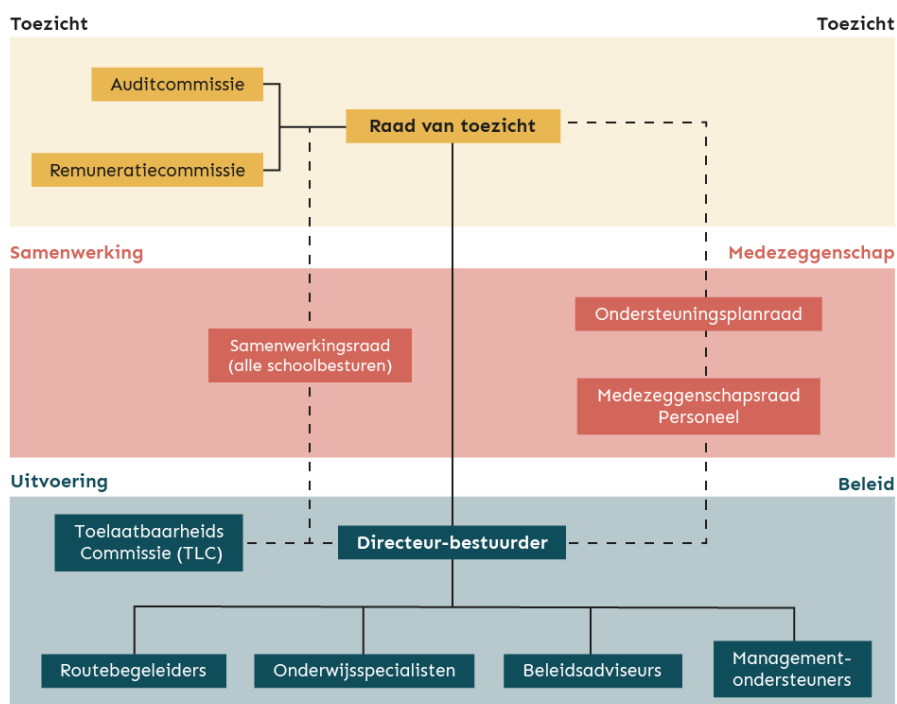 Toezicht
Toezicht
Auditcommissie
Raad van toezicht
Remuneratiecommissie
Samenwerking
Medezeggenschap
Ondersteuningsplanraad
Samenwerkingsraad
(alle schoolbesturen)
Medezeggenschapsraad
Personeel
Uitvoering
Beleid
Toelaatbaarheids
Commissie (TLC)
Directeur-bestuurder
Routebegeleiders
Onderwijsspecialisten
Beleidsadviseurs
Management-
ondersteuners